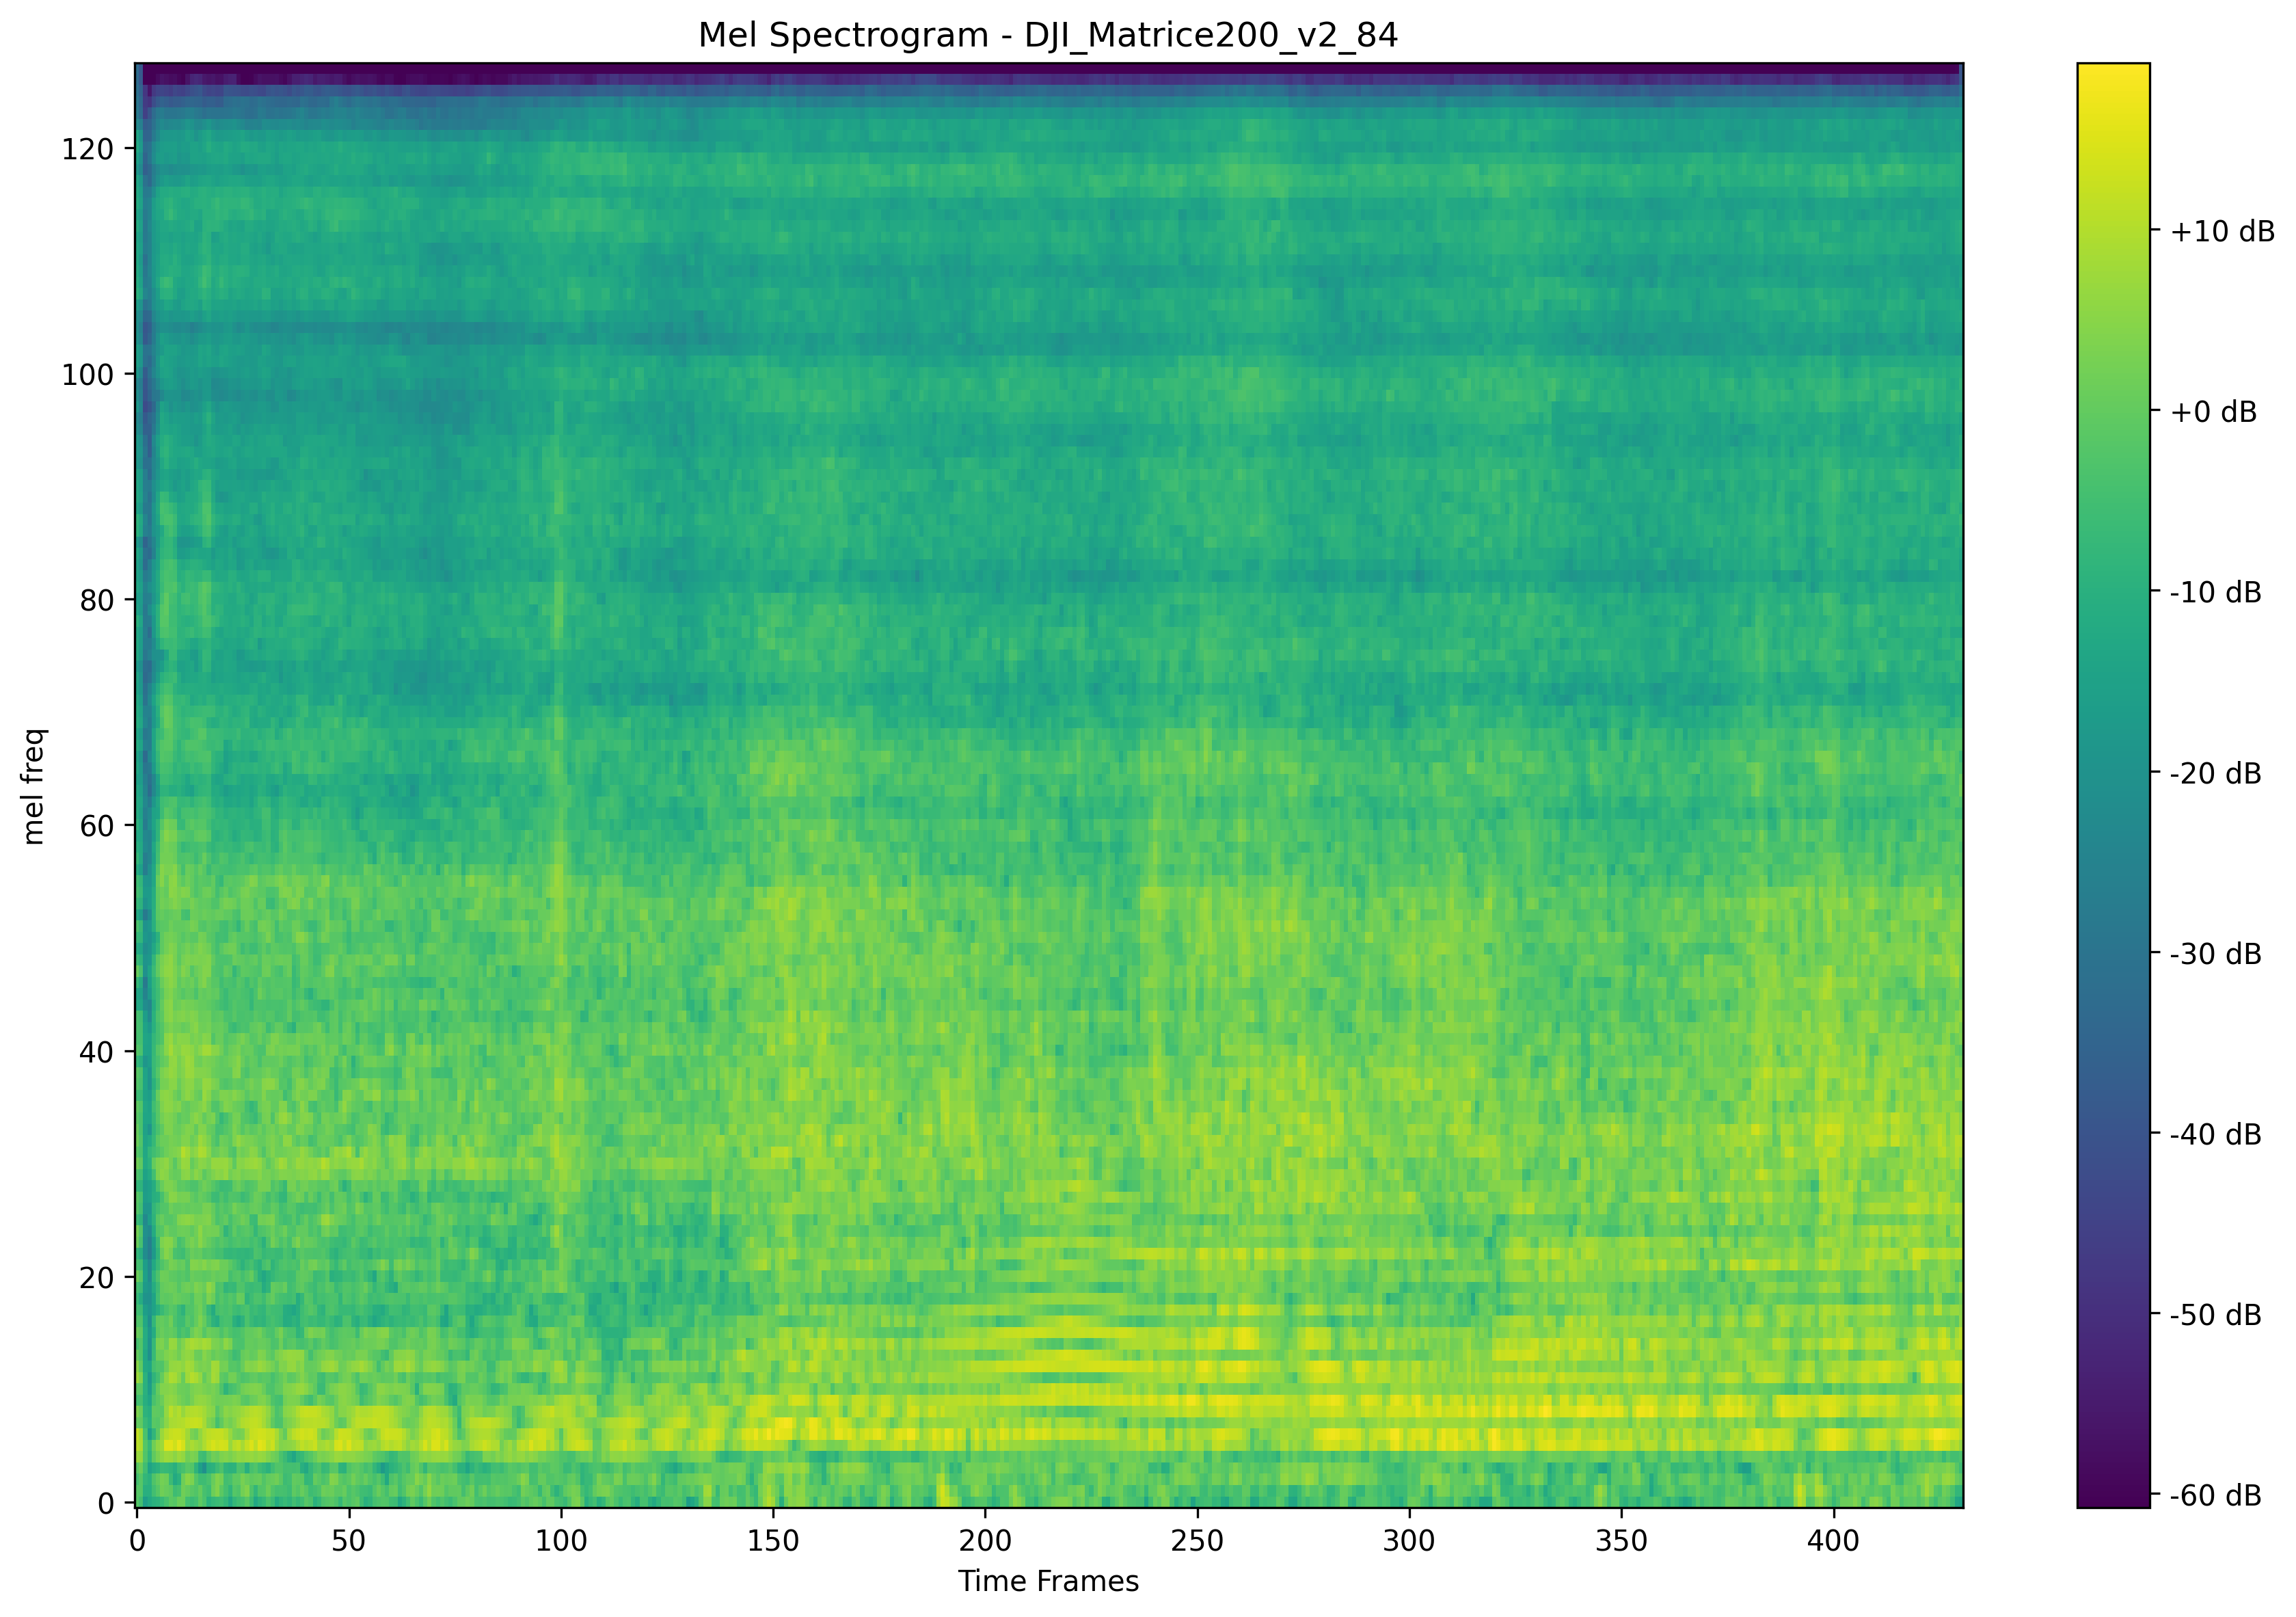 Mel Spectrogram - DJI_Matrice200_v2_84
120
100
80
60
40
20
0
mel freq
0 50 100 150 200 250 300 350 400
Time Frames
+10 dB
+0 dB
-10 dB
-20 dB
-30 dB
-40 dB
-50 dB
-60 dB